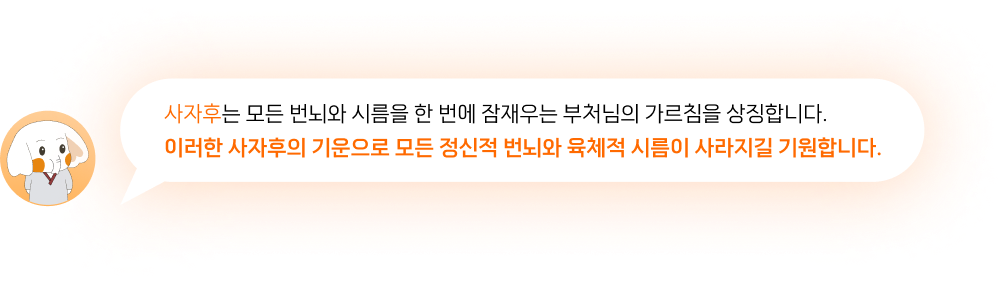 사자후는 모든 번뇌와 시름을 한 번에 잠재우는 부처님의 가르침을 상징합니다.
이러한 사자후의 기운으로 모든 정신적 번뇌와 육체적 시름이 사라지길 기원합니다.